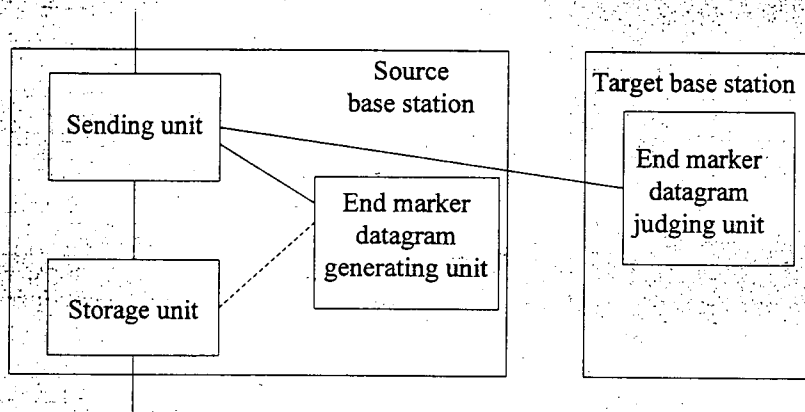 Source
base station
Sending unit
End marker
datagram
generating unit
Storage unit
Target base station
End marker
datagram
judging unit